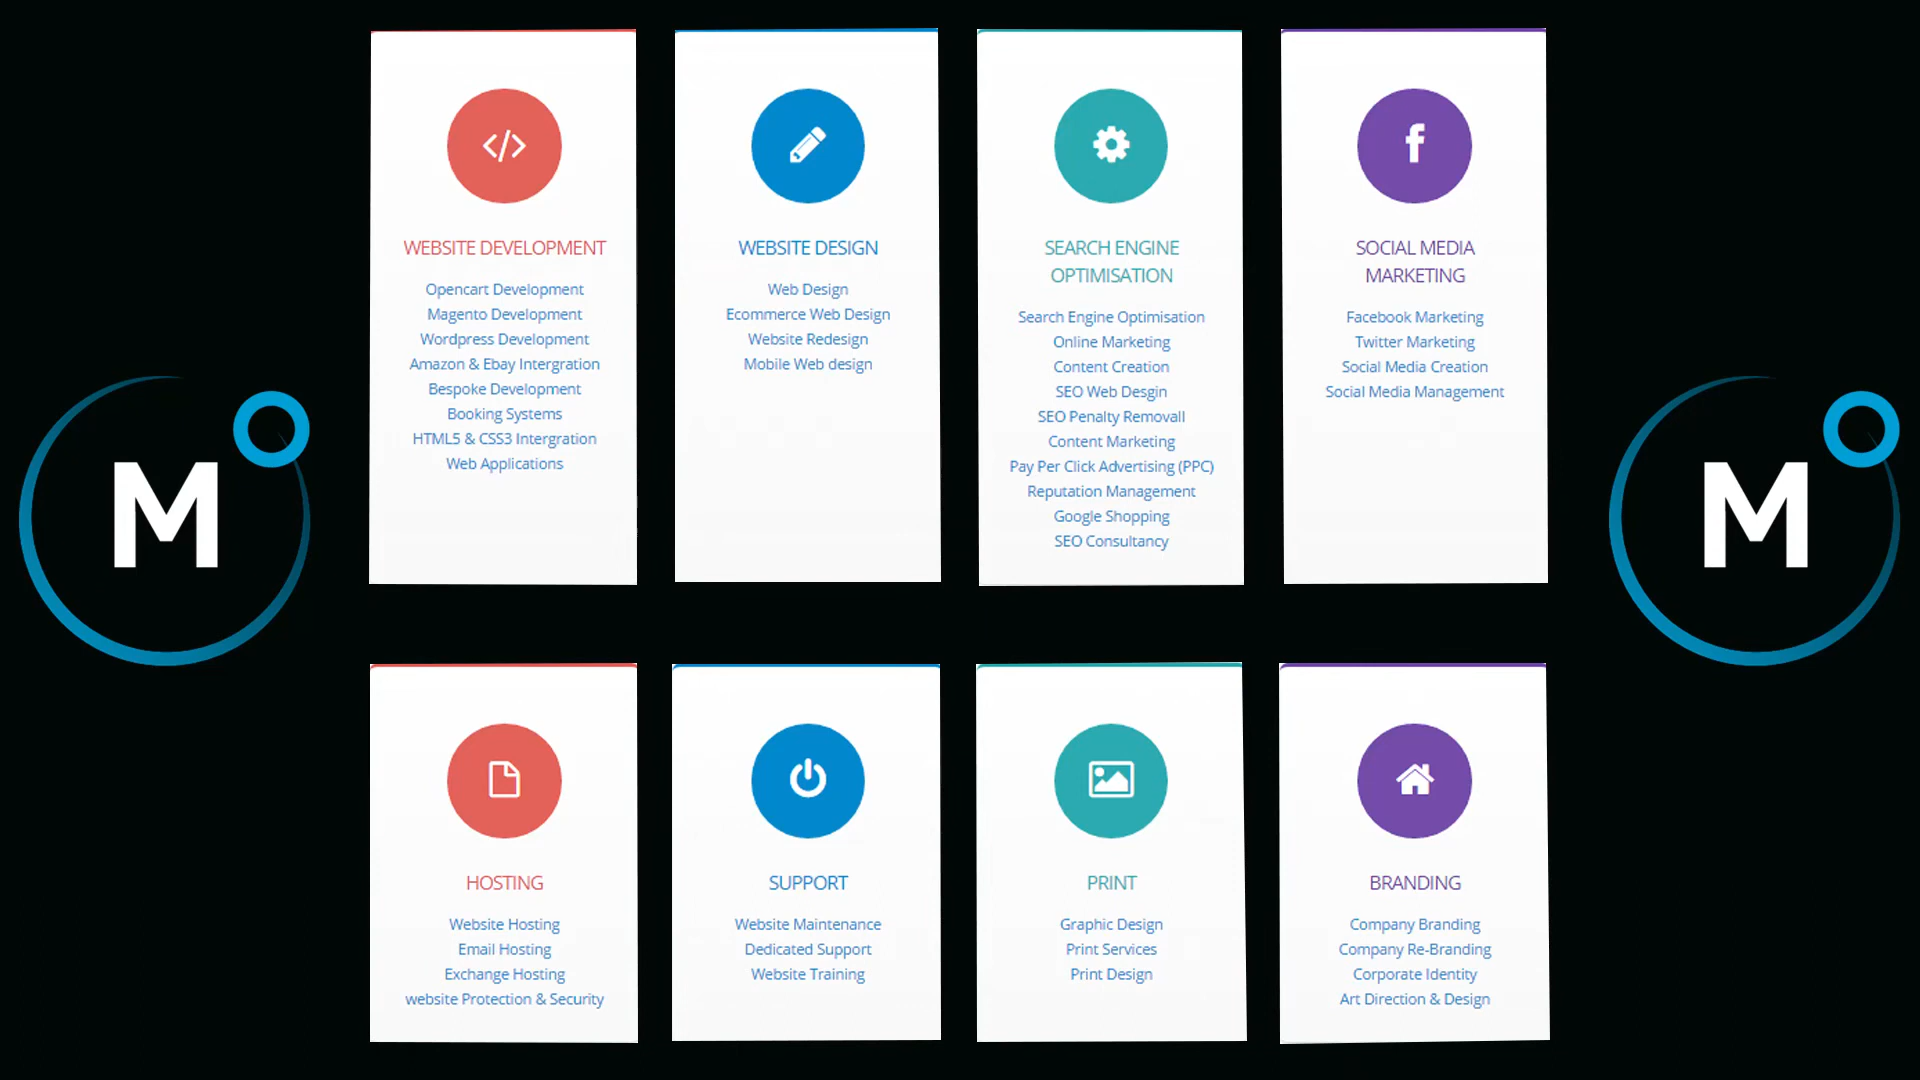 WEBSITE DEVELOPMENT
Opencart Development
Magento Development
Wordpress Development
Amazon & Ebay Intergration
Bespoke Development
Booking Systems
HTML5 & CSS3 Intergration
Web Applications
WEBSITE DESIGN
Web Design
Ecommerce Web Design
Website Redesign
Mobile Web design
SEARCH ENGINE
OPTIMISATION
Search Engine Optimisation
Online Marketing
Content Creation
SEO Web Desgin
SEO Penalty Removall
Content Marketing
Pay Per Click Advertising (PPC)
Reputation Management
Google Shopping
SEO Consultancy
SOCIAL MEDIA
MARKETING
Facebook Marketing
Twitter Marketing
Social Media Creation
Social Media Management
M
M
HOSTING
Website Hosting
Email Hosting
Exchange Hosting
website Protection & Security
SUPPORT
Website Maintenance
Dedicated Support
Website Training
PRINT
Graphic Design
Print Services
Print Design
BRANDING
Company Branding
Company Re-Branding
Corporate Identity
Art Direction & Design